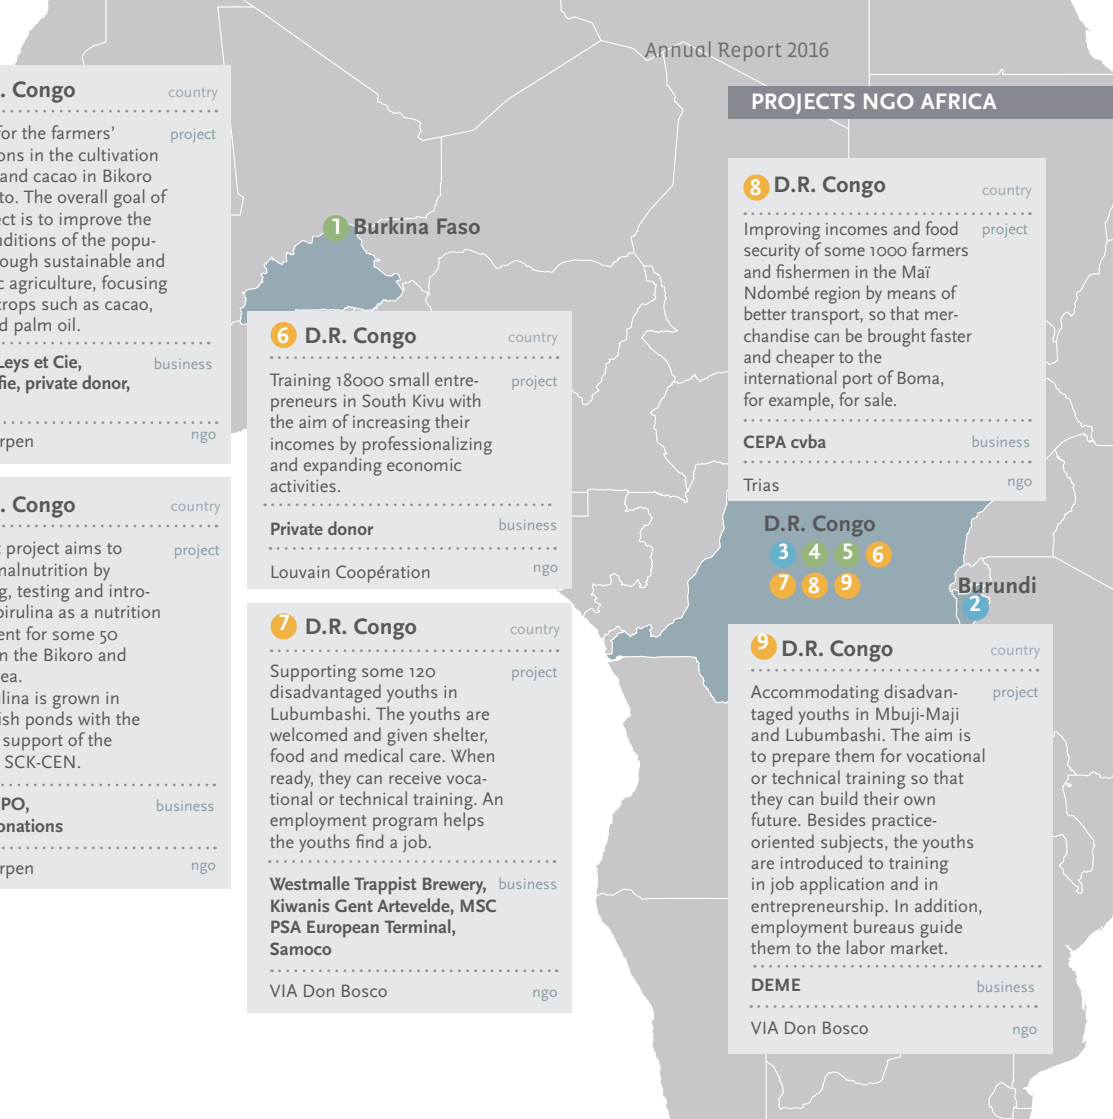 Annual Report 2016
PROJECTS NGO AFRICA
. Congo
country
for the farmers’
project
ons in the cultivation
and cacao in Bikoro
to. The overall goal of
ect is to improve the
nditions of the popu-
ough sustainable and
c agriculture, focusing
crops such as cacao,
d palm oil.
Leys et Cie,
business
fie, private donor,
rpen
ngo
. Congo
country
t project aims to
project
malnutrition by
g, testing and intro-
pirulina as a nutrition
ent for some 50
n the Bikoro and
ea.
ulina is grown in
ish ponds with the
support of the
SCK-CEN.
PO,
business
onations
rpen
ngo
1 Burkina Faso
6 D.R. Congo
country
Training 18000 small entre-
project
preneurs in South Kivu with
the aim of increasing their
incomes by professionalizing
and expanding economic
activities.
Private donor
business
Louvain Coopération
ngo
7 D.R. Congo
country
Supporting some 120
project
disadvantaged youths in
Lubumbashi. The youths are
welcomed and given shelter,
food and medical care. When
ready, they can receive voca-
tional or technical training. An
employment program helps
the youths find a job.
Westmalle Trappist Brewery,
business
Kiwanis Gent Artevelde, MSC
PSA European Terminal,
Samoco
VIA Don Bosco
ngo
8 D.R. Congo
country
Improving incomes and food
project
security of some 1000 farmers
and fishermen in the Maï
Ndombé region by means of
better transport, so that mer-
chandise can be brought faster
and cheaper to the
international port of Boma,
for example, for sale.
CEPA cvba
business
Trias
ngo
D.R. Congo
3 4 5 6
7 8 9
Burundi
2
9 D.R. Congo
country
Accommodating disadvan-
project
taged youths in Mbuji-Maji
and Lubumbashi. The aim is
to prepare them for vocational
or technical training so that
they can build their own
future. Besides practice-
oriented subjects, the youths
are introduced to training
in job application and in
entrepreneurship. In addition,
employment bureaus guide
them to the labor market.
DEME
business
VIA Don Bosco
ngo